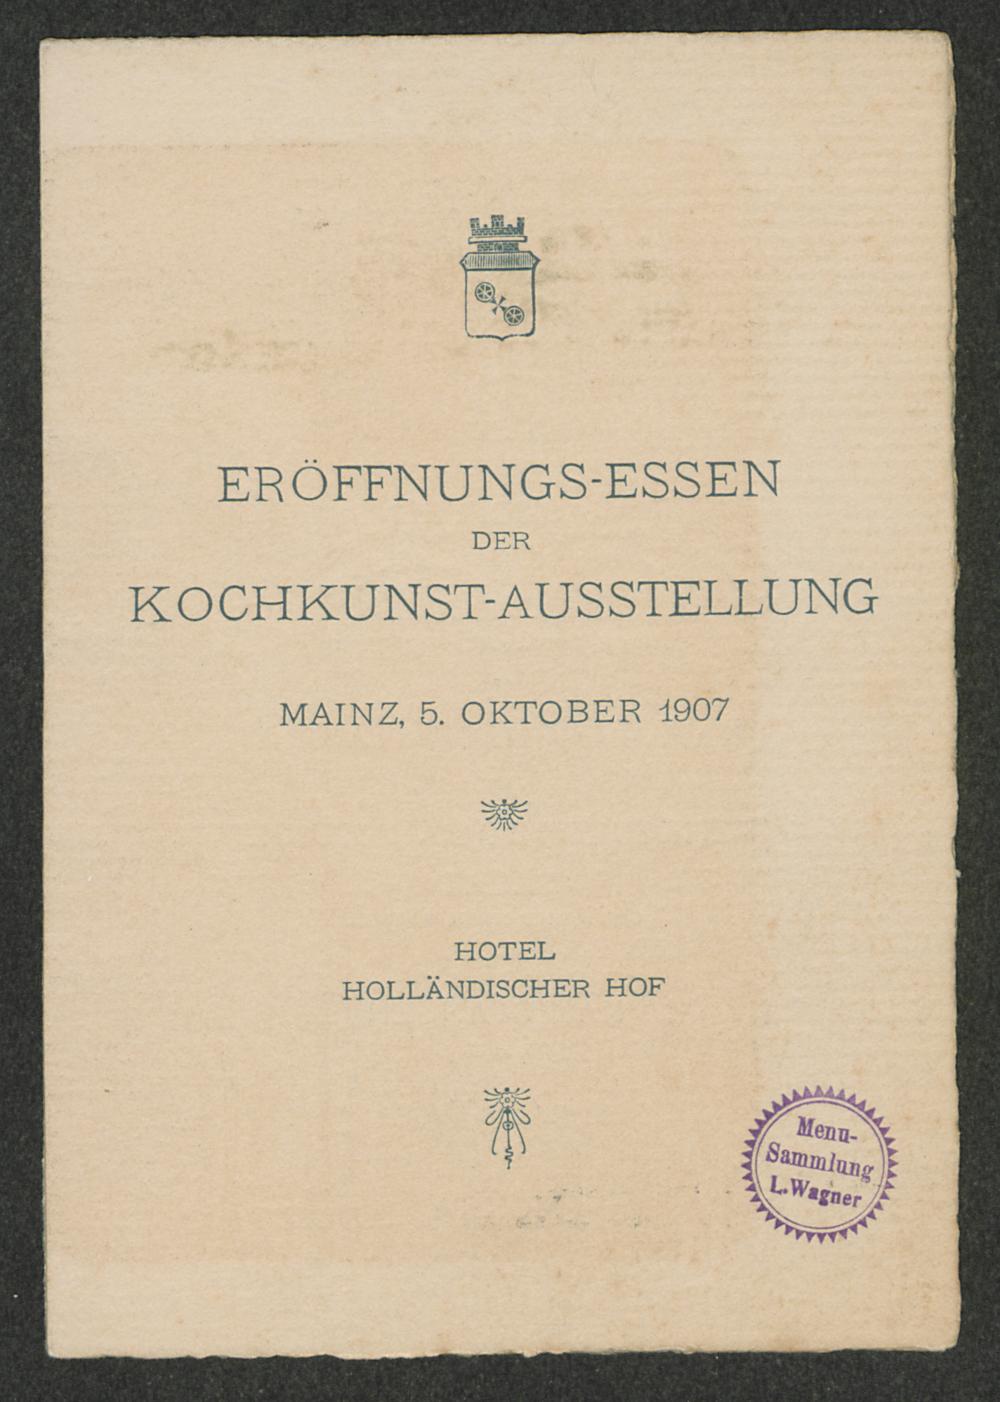 ERÖFFNUNGS-ESSEN
DER
KOCHKUNST-AUSSTELLUNG
MAINZ, 5. OKTOBER 1907
HOTEL
HOLLÄNDISCHER HOF
Menu-
Sammlung
L. Wagner